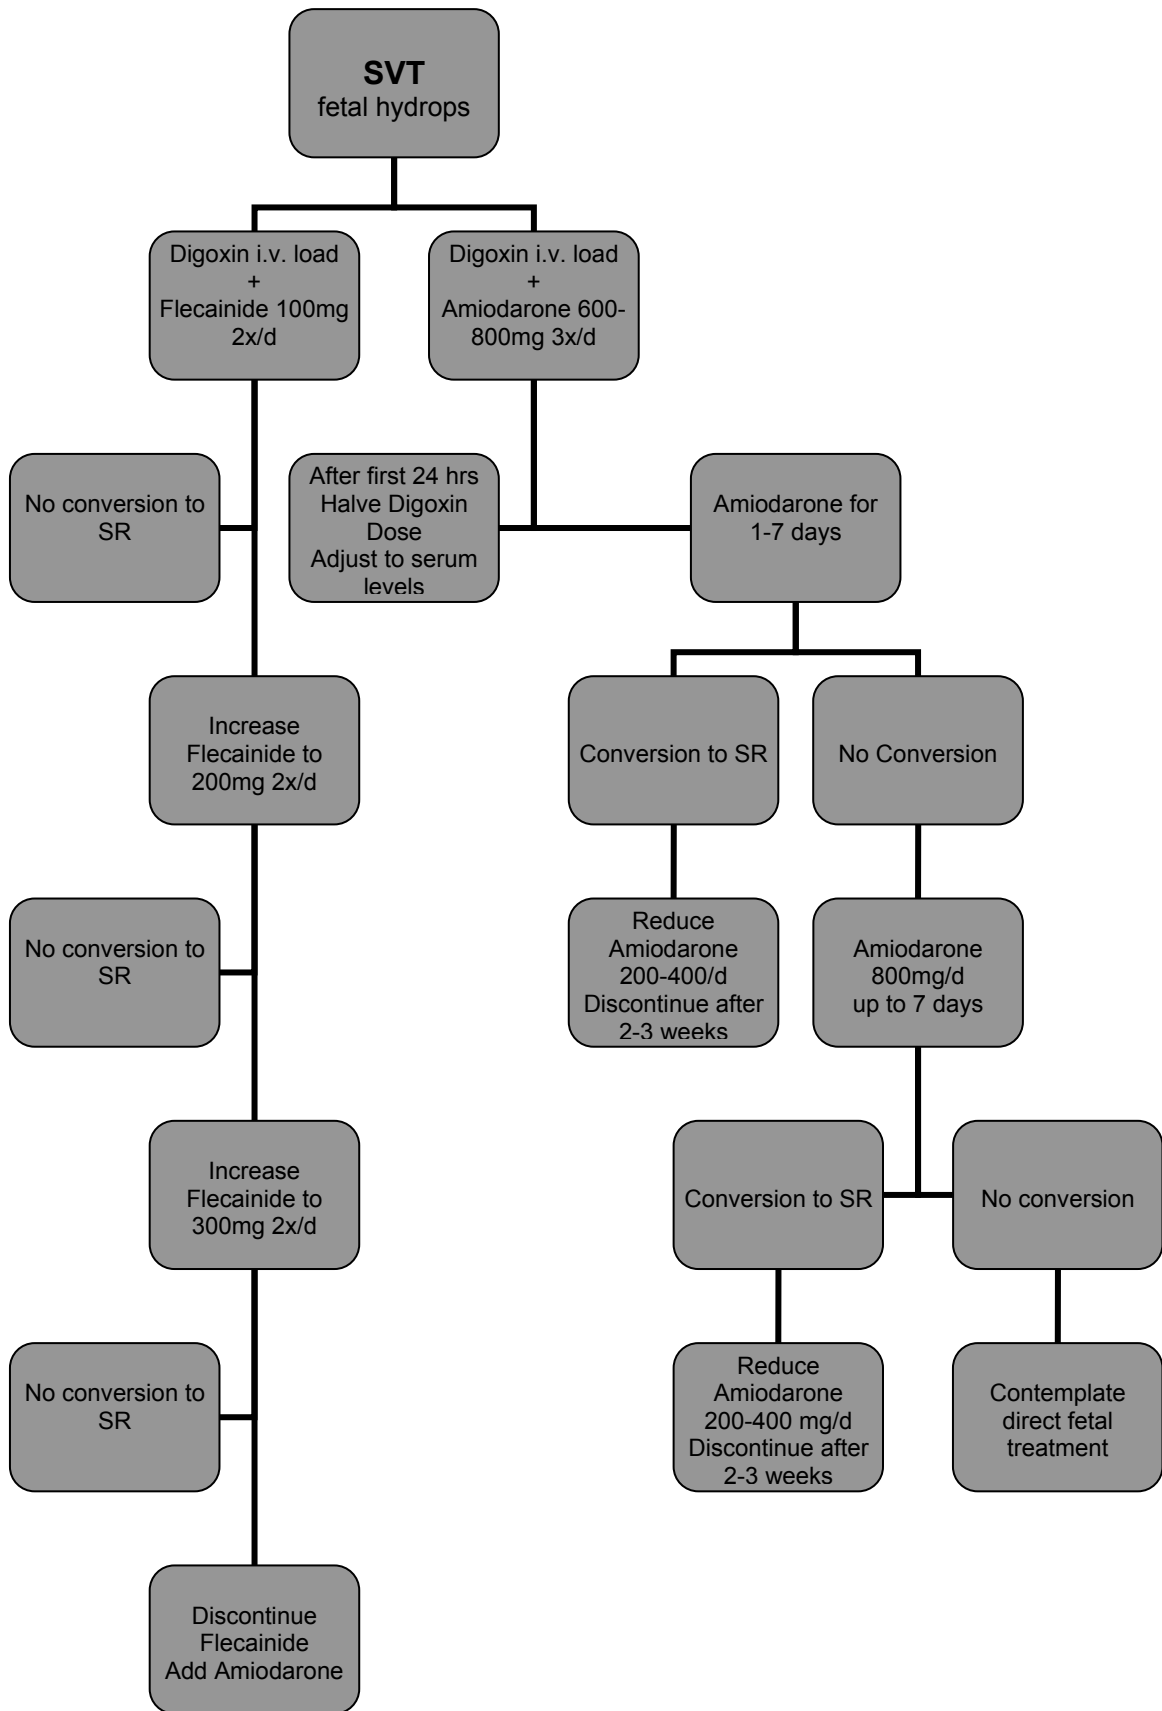 SVT
fetal hydrops
Digoxin i.v. load
+
Flecainide 100mg
2x/d
Digoxin i.v. load
+
Amiodarone 600-
800mg 3x/d
No conversion to
SR
After first 24 hrs
Halve Digoxin
Dose
Adjust to serum
levels
Amiodarone for
1-7 days
Increase
Flecainide to
200mg 2x/d
Conversion to SR
No Conversion
No conversion to
SR
Reduce
Amiodarone
200-400/d
Discontinue after
2-3 weeks
Amiodarone
800mg/d
up to 7 days
Increase
Flecainide to
300mg 2x/d
Conversion to SR
No conversion
No conversion to
SR
Reduce
Amiodarone
200-400 mg/d
Discontinue after
2-3 weeks
Contemplate
direct fetal
treatment
Discontinue
Flecainide
Add Amiodarone